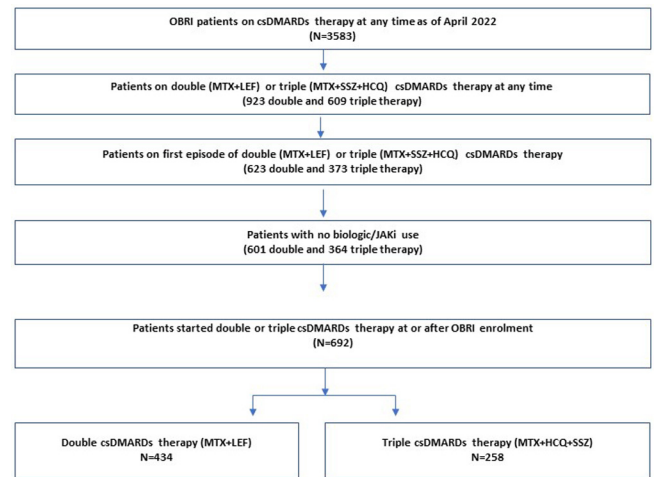 OBRI patients on csDMARDs therapy at any time as of April 2022
(N=3583)
Patients on double (MTX+LEF) or triple (MTX+SSZ+HCQ) csDMARDs therapy at any time
(923 double and 609 triple therapy)
Patients on first episode of double (MTX+LEF) or triple (MTX+SSZ+HCQ) csDMARDs therapy
(623 double and 373 triple therapy)
Patients with no biologic/JAKi use
(601 double and 364 triple therapy)
Patients started double or triple csDMARDs therapy at or after OBRI enrolment
(N=692)
Double csDMARDs therapy (MTX+LEF)
N=434
Triple csDMARDs therapy (MTX+HCQ+SSZ)
N=258